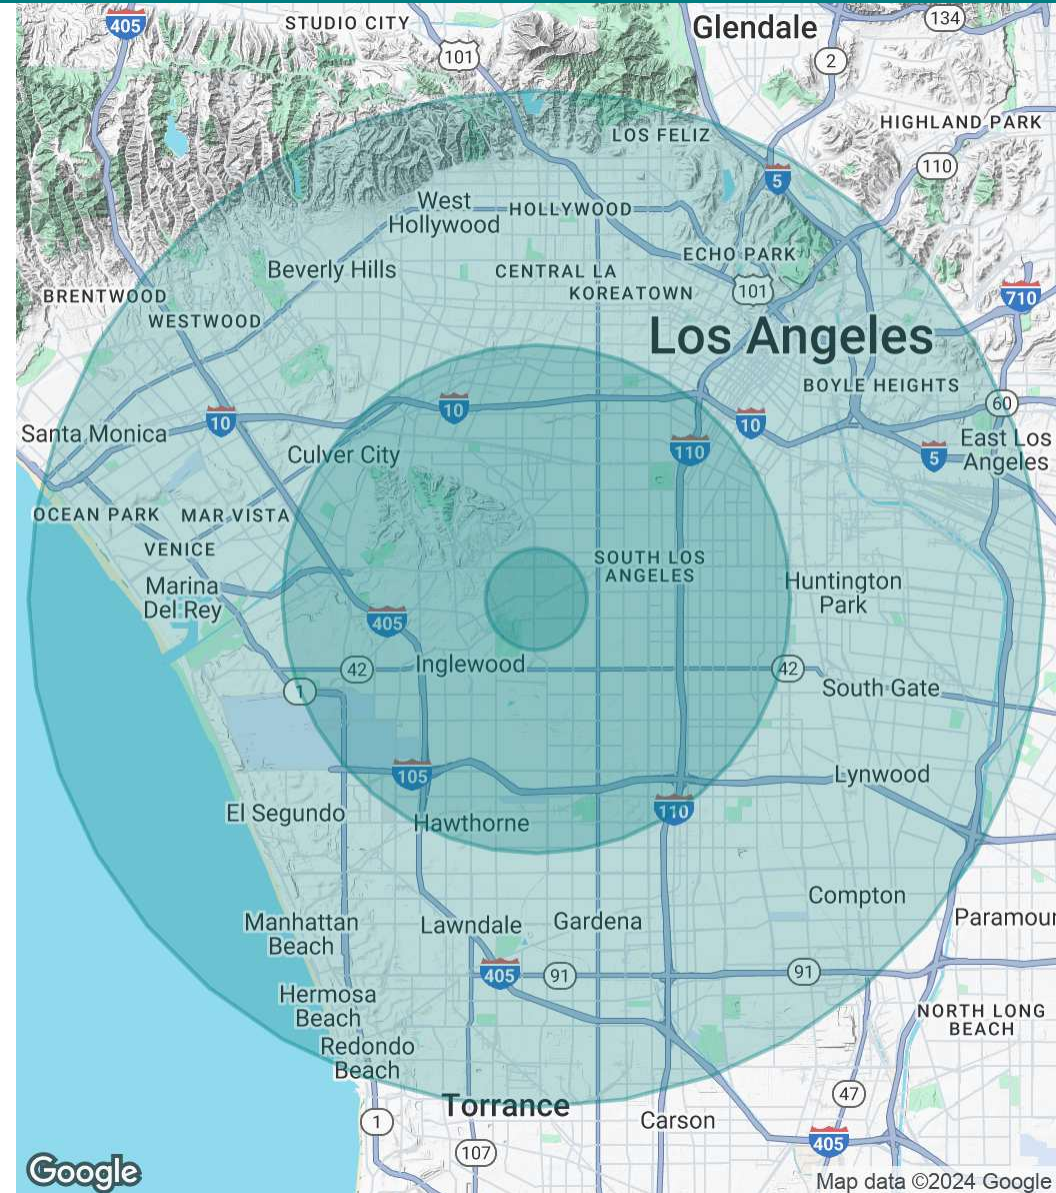 405
STUDIO CITY
Glendale
134
101
2
HIGHLAND PARK
LOS FELIZ
110
5
West
Hollywood
HOLLYWOOD
ECHO PARK
Beverly Hills
CENTRAL LA
101
KOREATOWN
BRENTWOOD
710
WESTWOOD
Los Angeles
BOYLE HEIGHTS
60
10
10
10
Santa Monica
Culver City
110
5
East Los
Angeles
OCEAN PARK
MAR VISTA
VENICE
SOUTH LOS
ANGELES
Marina
Del Rey
Huntington
Park
405
42
Inglewood
42
1
South Gate
105
Lynwood
El Segundo
Hawthorne
110
Compton
Manhattan
Beach
Lawndale
Gardena
Paramour
405
91
91
Hermosa
Beach
NORTH LONG
BEACH
Redondo
Beach
47
Torrance
1
Carson
405
107
Google
Map data ©2024 Google